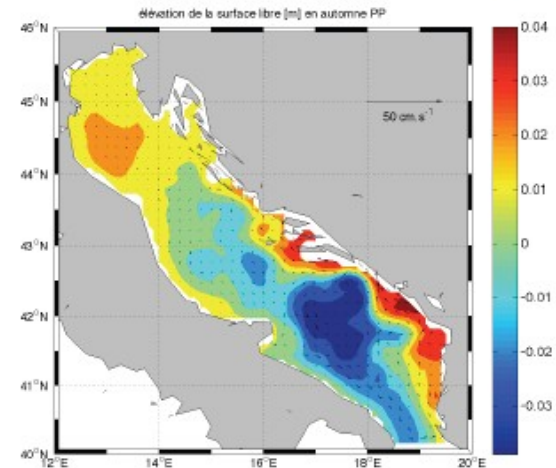 élévation de la surface libre [m] en automne PP
46°N
45°N
44°N
43°N
42°N
41°N
40°N
12°E 14°E 16°E 18°E 20°E
50 cm.s⁻¹
0.04
0.03
0.02
0.01
0
-0.01
-0.02
-0.03